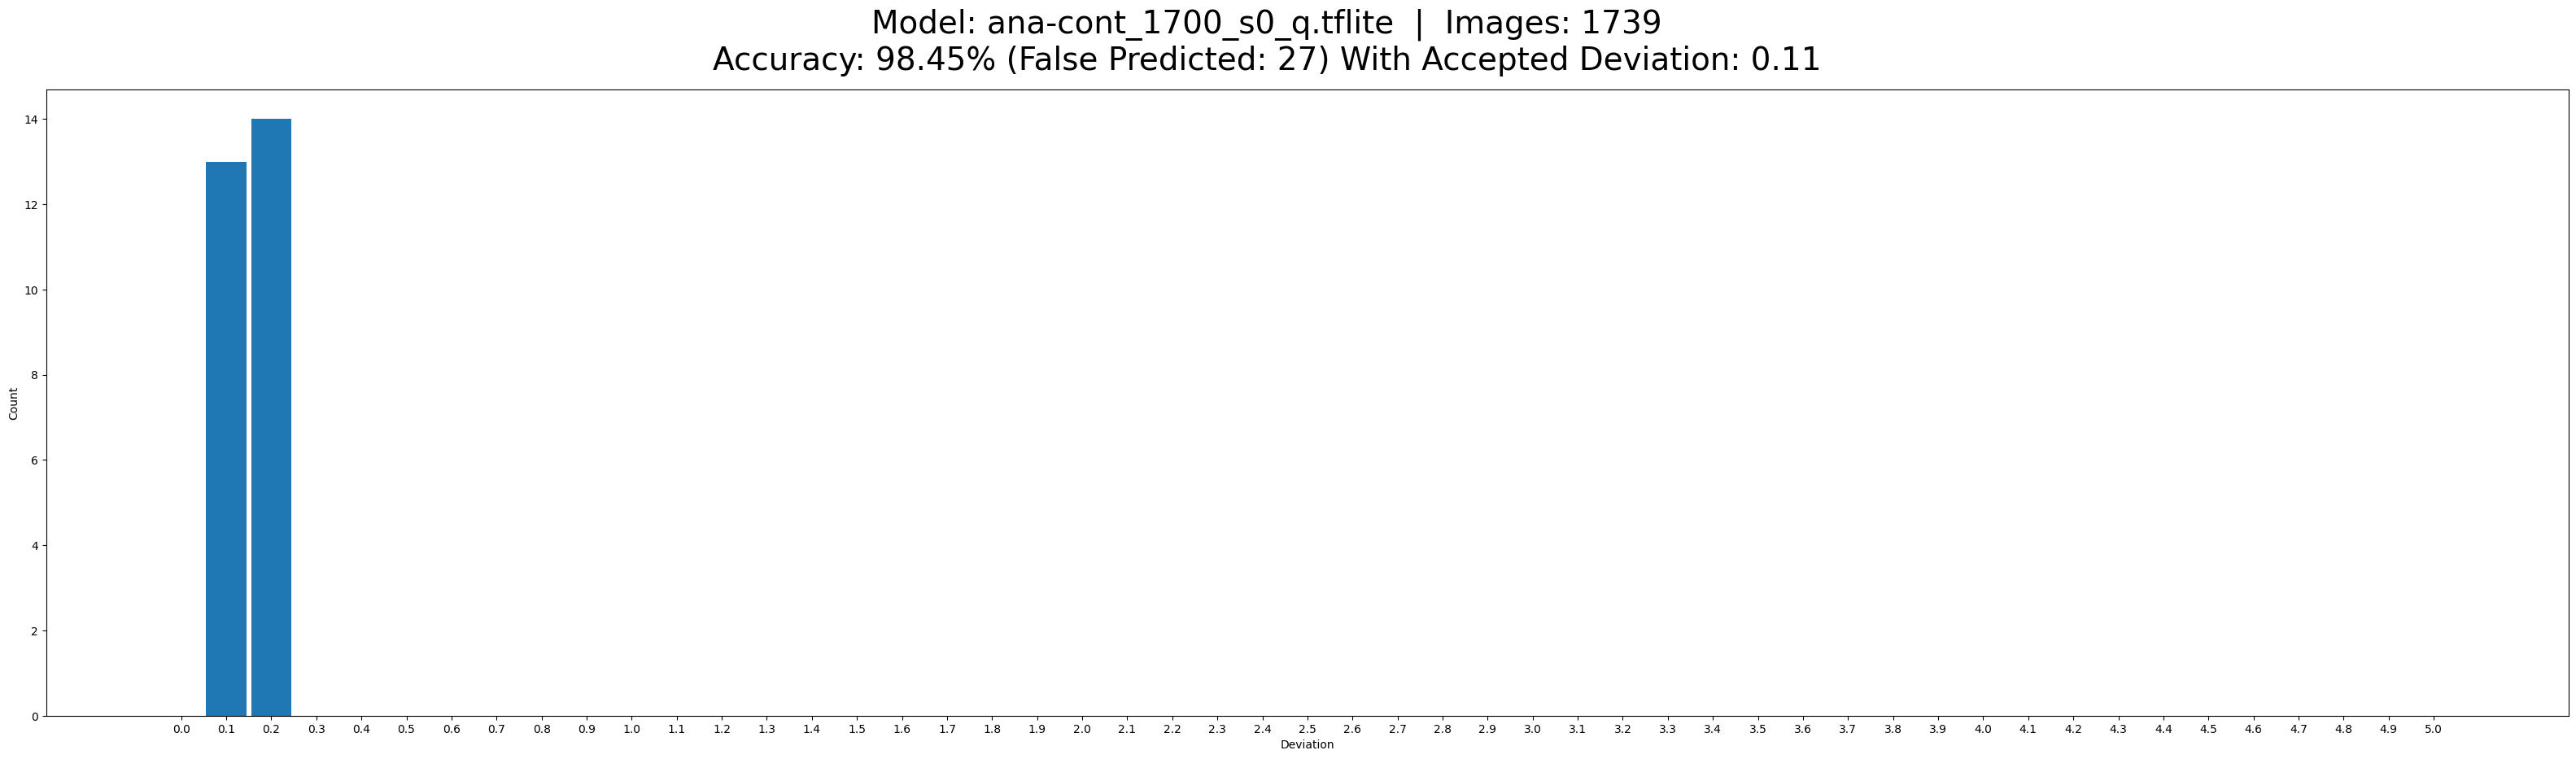 Model: ana-cont_1700_s0_q.tflite | Images: 1739
Accuracy: 98.45% (False Predicted: 27) With Accepted Deviation: 0.11
14
12
10
8
6
4
2
0
Count
0.0 0.1 0.2 0.3 0.4 0.5 0.6 0.7 0.8 0.9 1.0 1.1 1.2 1.3 1.4 1.5 1.6 1.7 1.8 1.9 2.0 2.1 2.2 2.3 2.4 2.5 2.6 2.7 2.8 2.9 3.0 3.1 3.2 3.3 3.4 3.5 3.6 3.7 3.8 3.9 4.0 4.1 4.2 4.3 4.4 4.5 4.6 4.7 4.8 4.9 5.0
Deviation